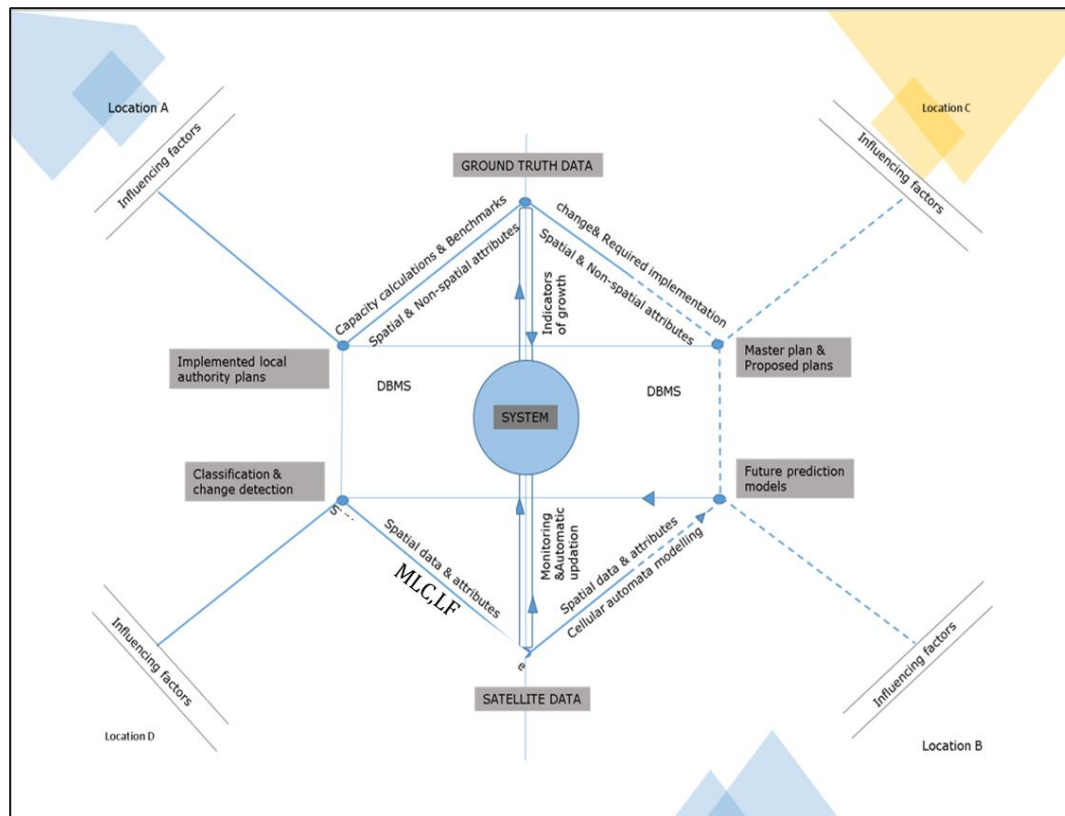 Location A
Location C
Influencing factors
Influencing factors
GROUND TRUTH DATA
Capacity calculations & Benchmarks
Spatial & Non-spatial attributes
change& Required implementation
Spatial & Non-spatial attributes
Indicators
of growth
Implemented local
authority plans
Master plan &
Proposed plans
DBMS
DBMS
SYSTEM
Classification &
change detection
Future prediction
models
Spatial data & attributes
MLC,LF
Monitoring
&Automatic
updation
Spatial data & attributes
Cellular automata modelling
e
SATELLITE DATA
Influencing factors
Influencing factors
Location D
Location B